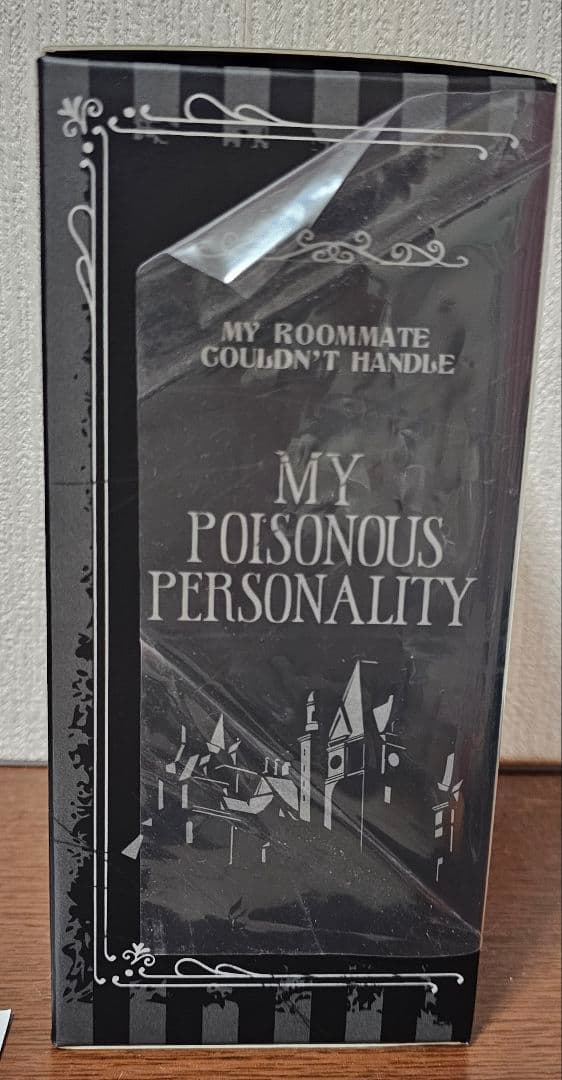 MY ROOMMATE
COULDN'T HANDLE
MY
POISONOUS
PERSONALITY